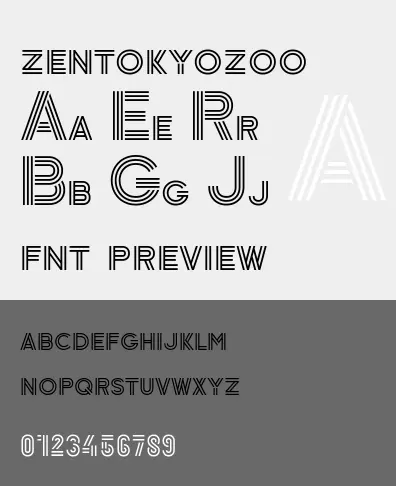 ZENTOKYOZOO
Aa Ee Rr
A
Bb Gg Jj
FNT PREVIEW
ABCDEFGHIJKLM
NOPQRSTUVWXYZ
0123456789